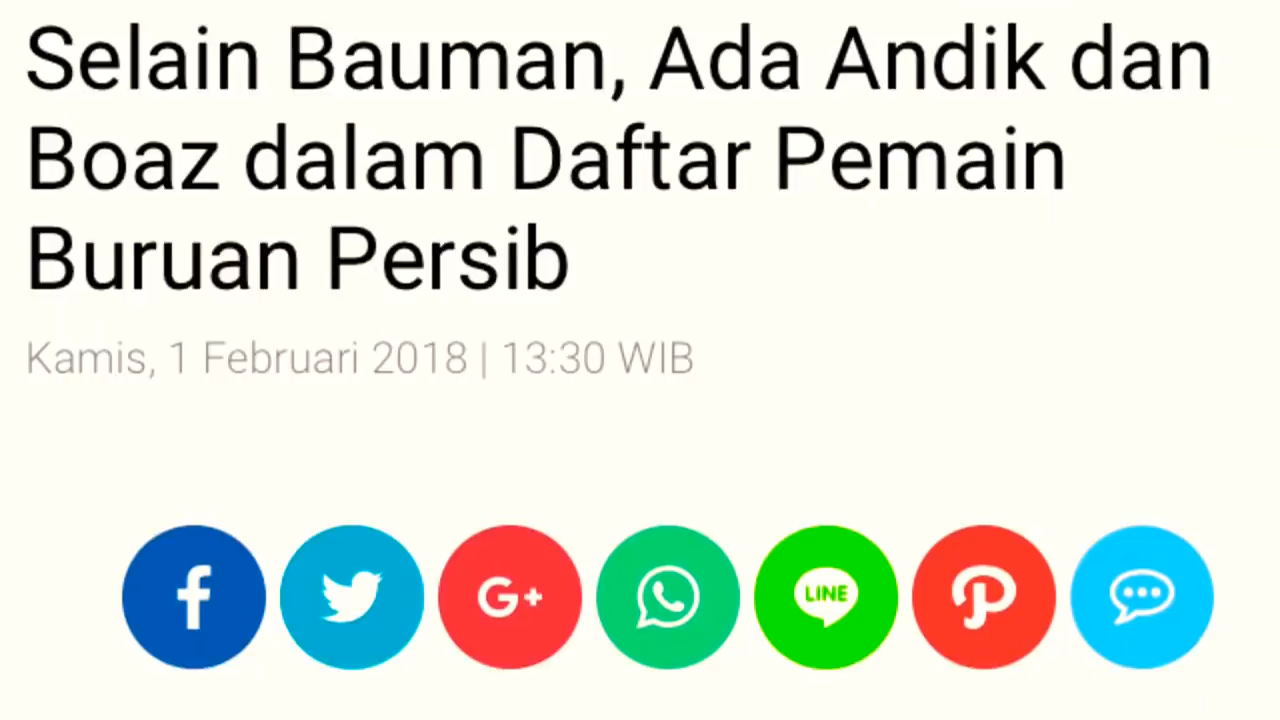 Selain Bauman, Ada Andik dan
Boaz dalam Daftar Pemain
Buruan Persib
Kamis, 1 Februari 2018 | 13:30 WIB
f G+ LINE P